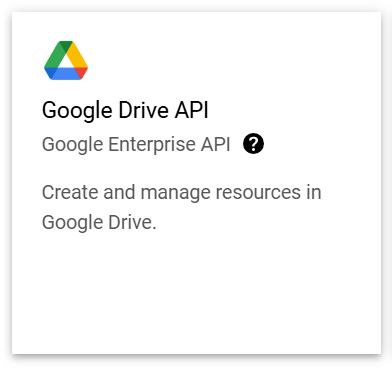 Google Drive API
Google Enterprise API ?
Create and manage resources in
Google Drive.